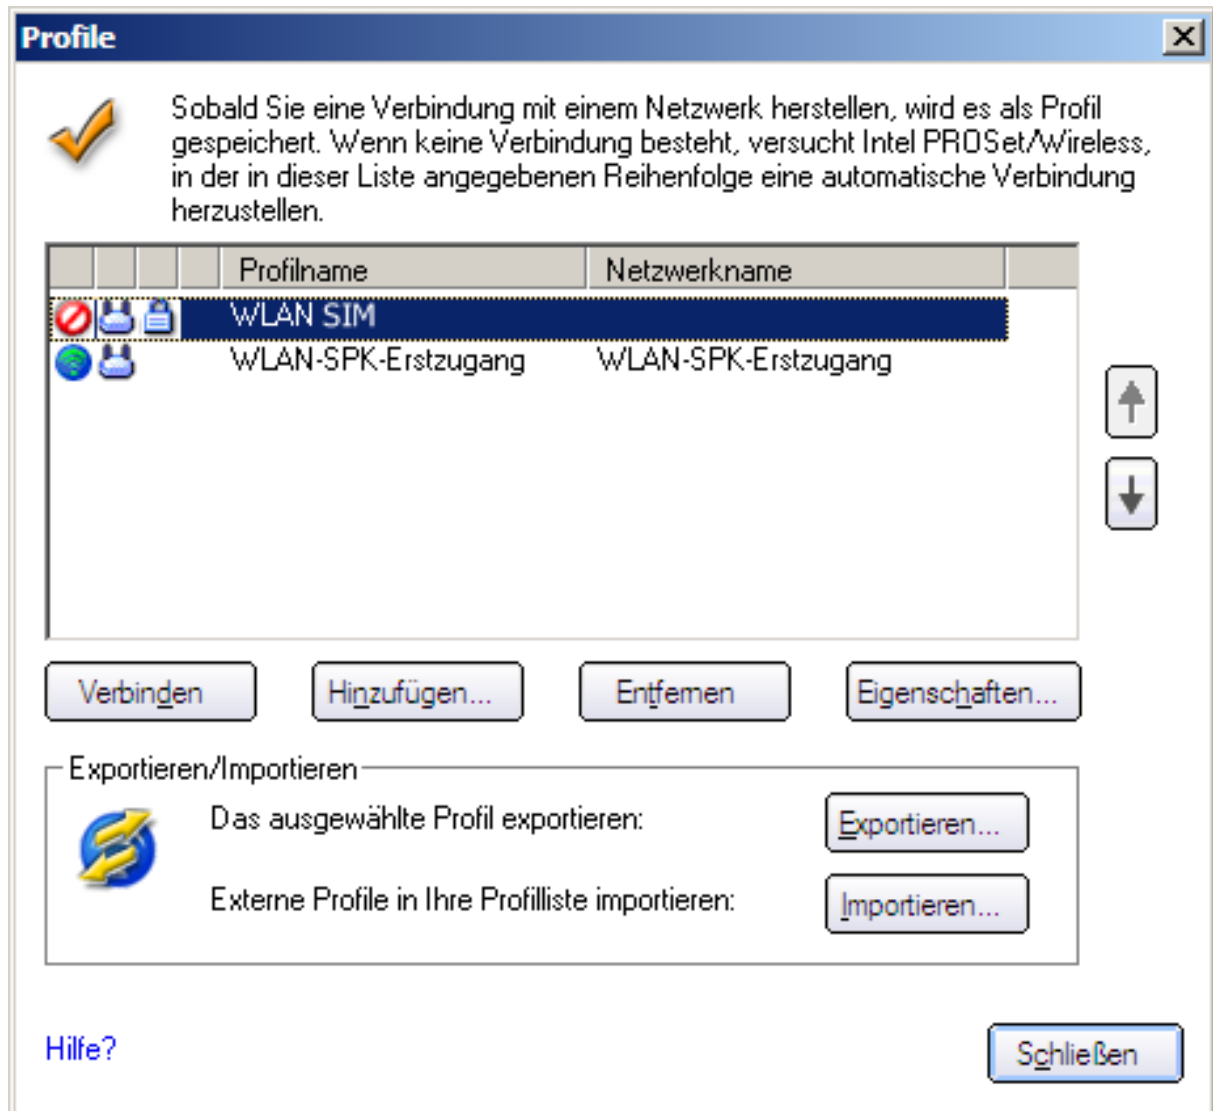 Profile
Sobald Sie eine Verbindung mit einem Netzwerk herstellen, wird es als Profil
gespeichert. Wenn keine Verbindung besteht, versucht Intel PROSet/Wireless,
in der in dieser Liste angegebenen Reihenfolge eine automatische Verbindung
herzustellen.
Profilname Netzwerkname
WLAN SIM
WLAN-SPK-Erstzugang WLAN-SPK-Erstzugang
Verbinden Hinzufügen... Entfernen Eigenschaften...
Exportieren/Importieren
Das ausgewählte Profil exportieren: Exportieren...
Externe Profile in Ihre Profilliste importieren: Importieren...
Hilfe? Schließen